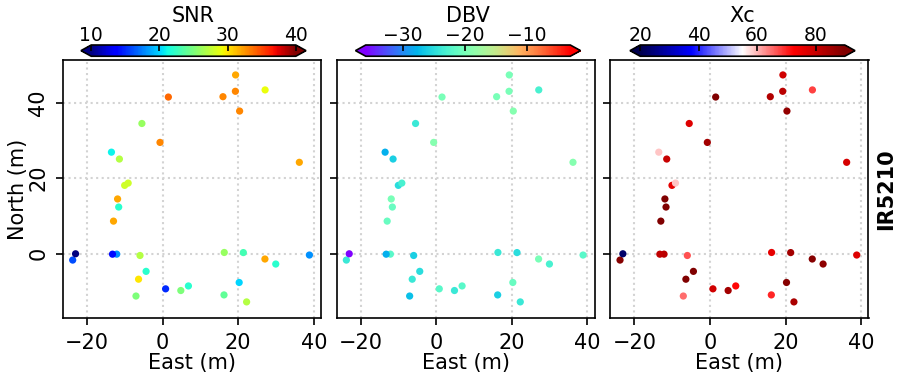 SNR DBV Xc
10 20 30 40 −30 −20 −10 20 40 60 80
North (m)
40
20
0
IR5210
−20 0 20 40 −20 0 20 40 −20 0 20 40
East (m) East (m) East (m)